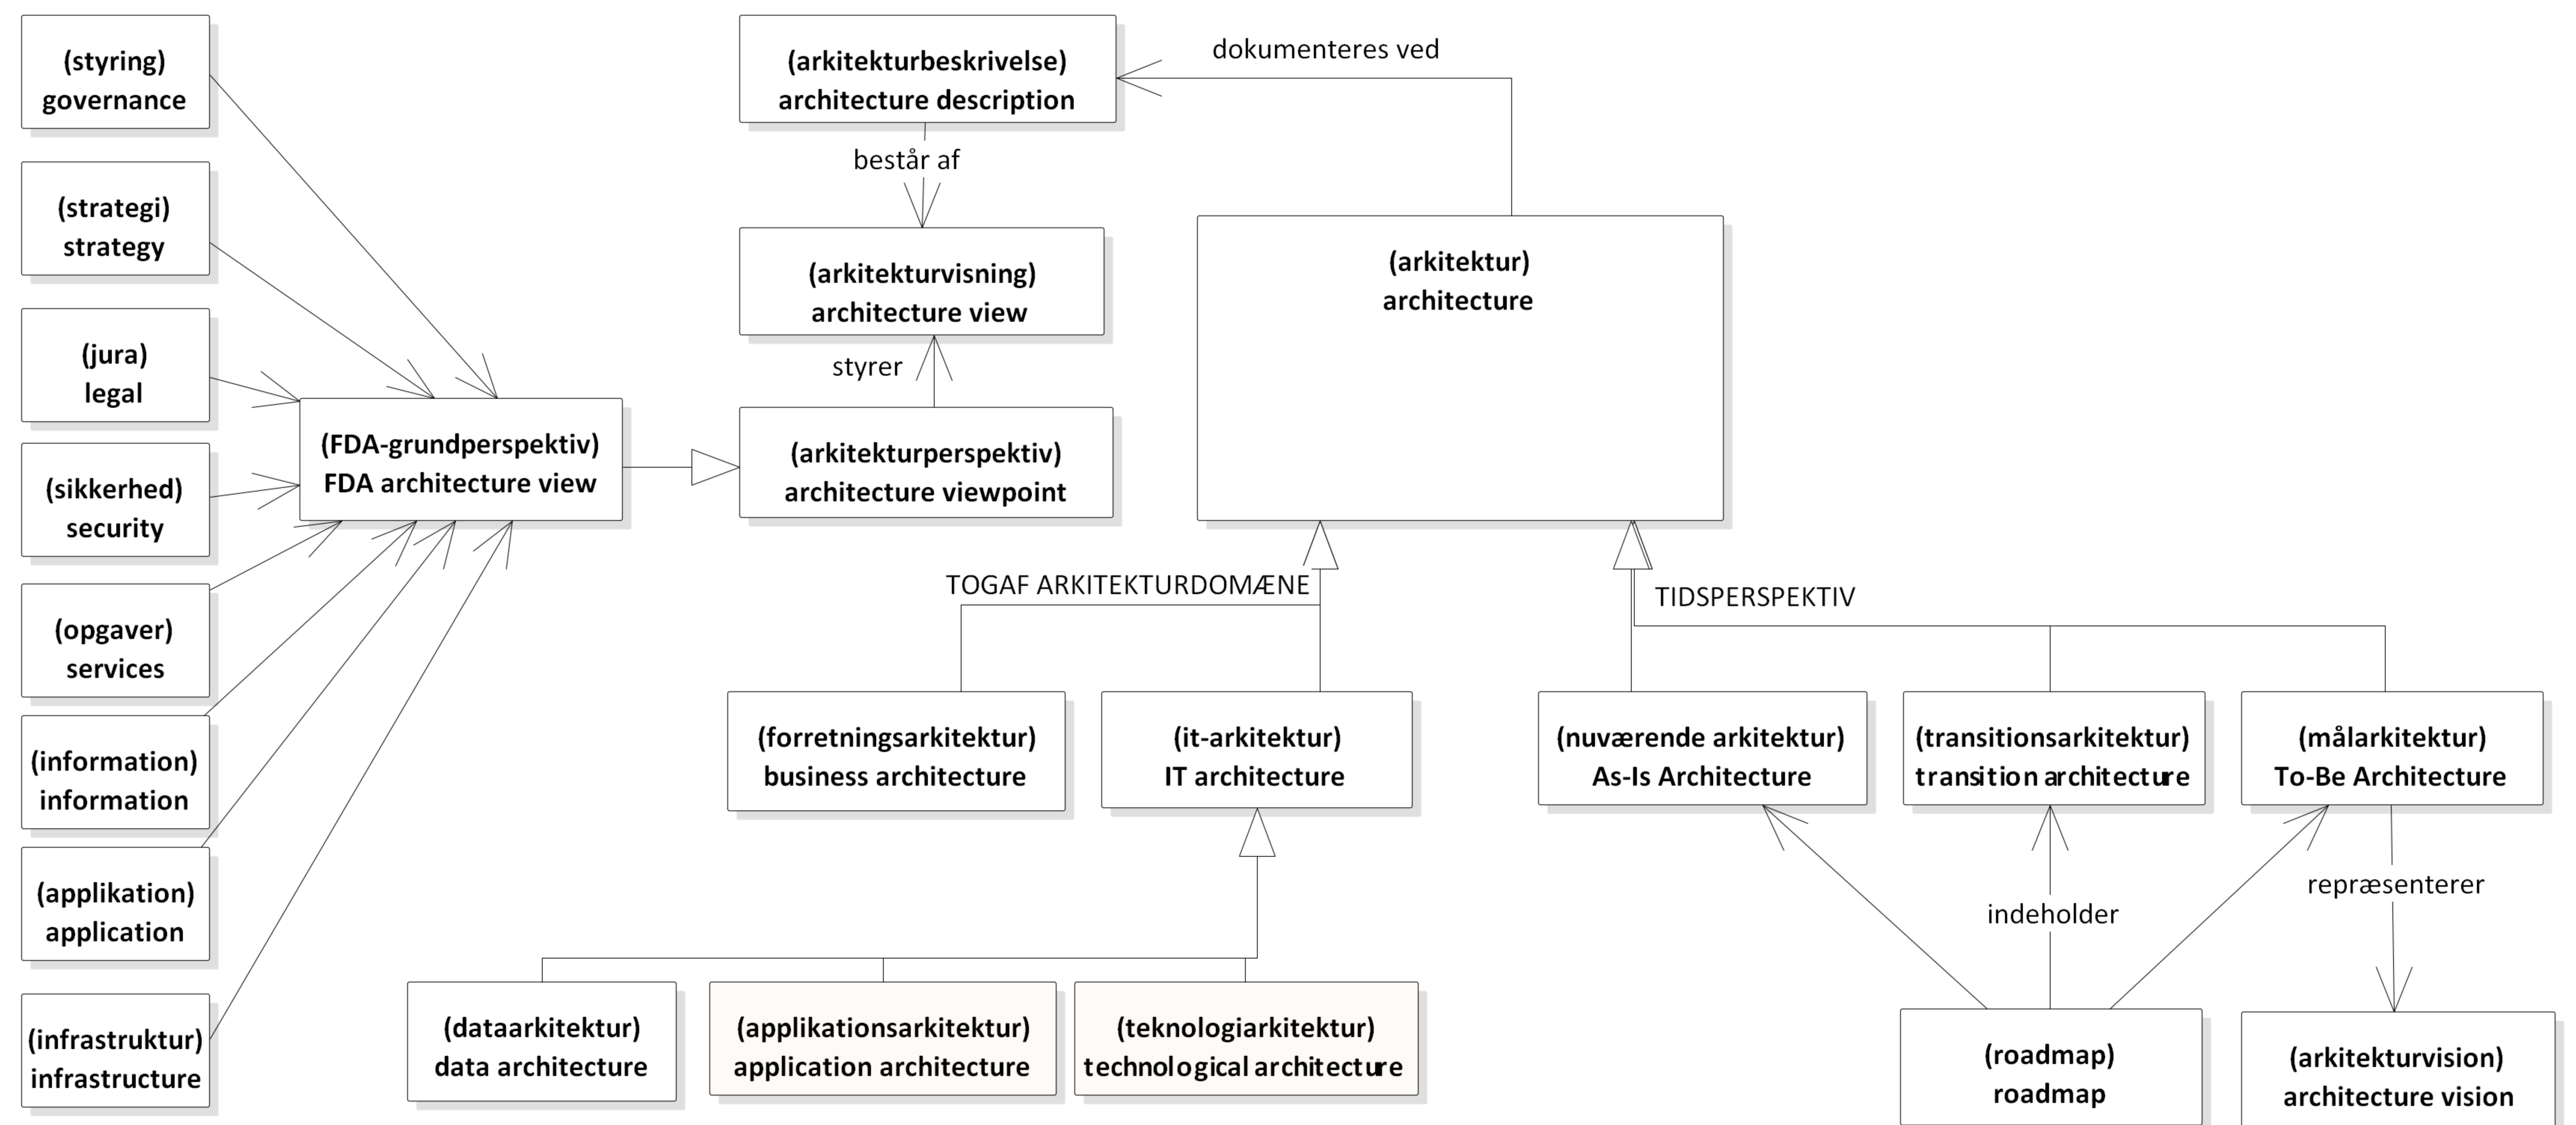 (styring)
governance
(strategi)
strategy
(jura)
legal
(sikkerhed)
security
(opgaver)
services
(information)
information
(applikation)
application
(infrastruktur)
infrastructure
(FDA-grundperspektiv)
FDA architecture view
(arkitekturbeskrivelse)
architecture description
består af
(arkitekturvisning)
architecture view
styrer
(arkitekturperspektiv)
architecture viewpoint
dokumenteres ved
(arkitektur)
architecture
TOGAF ARKITEKTURDOMÆNE
TIDSPERSPEKTIV
(forretningsarkitektur)
business architecture
(it-arkitektur)
IT architecture
(nuværende arkitektur)
As-Is Architecture
(transitionsarkitektur)
transition architecture
(målarkitektur)
To-Be Architecture
repræsenterer
indeholder
(dataarkitektur)
data architecture
(applikationsarkitektur)
application architecture
(teknologiarkitektur)
technological architecture
(roadmap)
roadmap
(arkitekturvision)
architecture vision